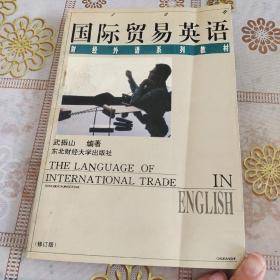 国际贸易英语
财经外语系列教材
武振山 编著
东北财经大学出版社
THE LANGUAGE OF
INTERNATIONAL TRADE
IN
ENGLISH
(修订版)